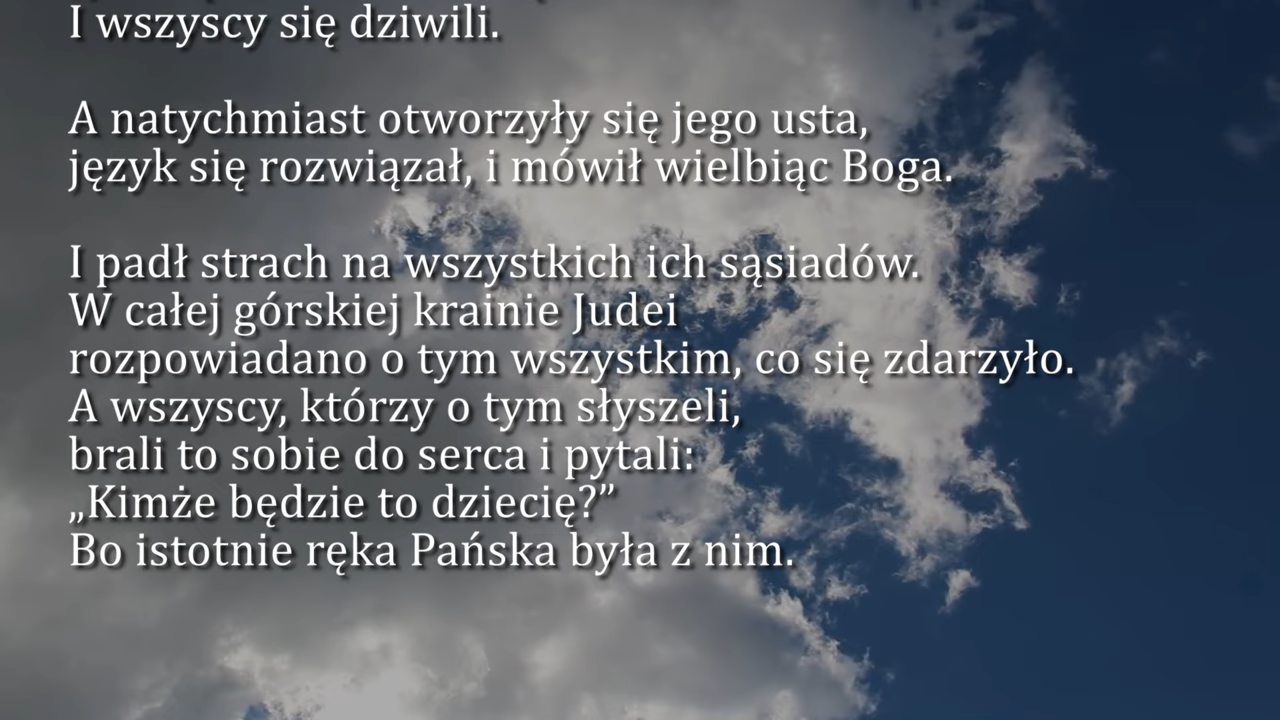 I wszyscy się dziwili.
A natychmiast otworzyły się jego usta,
język się rozwiązał, i mówił wielbiąc Boga.
I padł strach na wszystkich ich sąsiadów.
W całej górskiej krainie Judei
rozpowiadano o tym wszystkim, co się zdarzyło.
A wszyscy, którzy o tym słyszeli,
brali to sobie do serca i pytali:
„Kimże będzie to dziecię?”
Bo istotnie ręka Pańska była z nim.